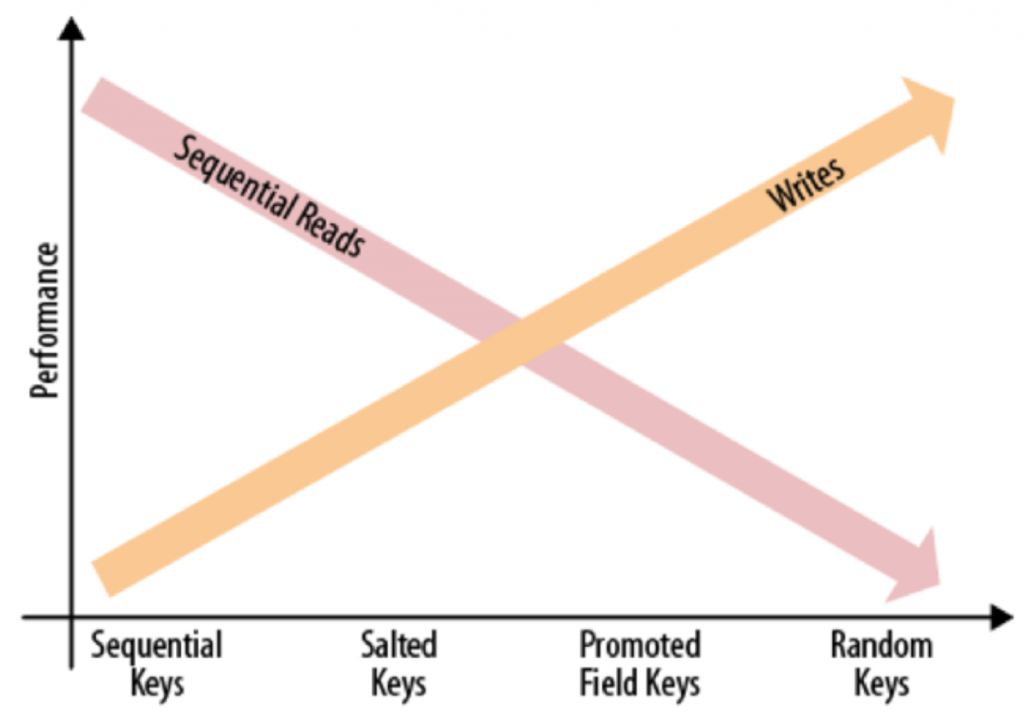 Performance
Sequential Reads
Writes
Sequential
Keys
Salted
Keys
Promoted
Field Keys
Random
Keys